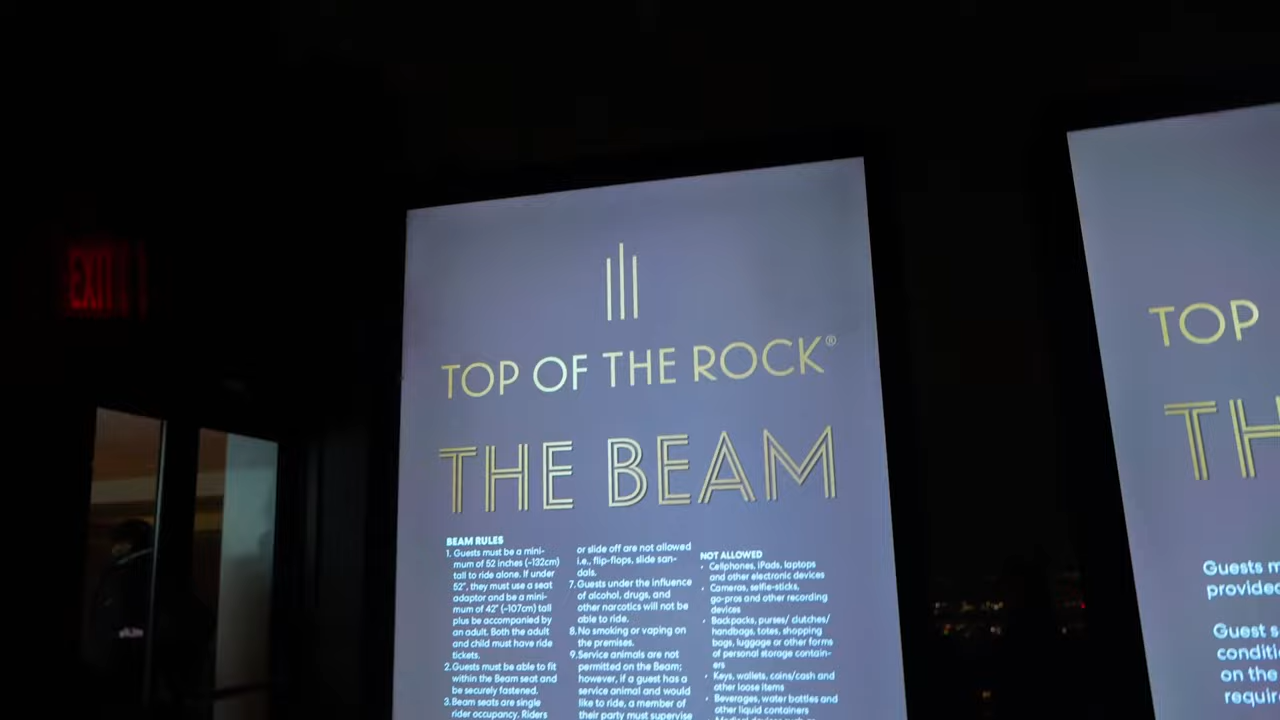 EXIT
TOP OF THE ROCK®
THE BEAM
BEAM RULES
1. Guests must be a mini-
mum of 52 inches (~132cm)
tall to ride alone. If under
52", they must use a seat
adaptor and be a mini-
mum of 42" (~107cm) tall
plus be accompanied by
an adult. Both the adult
and child must have ride
tickets.
2. Guests must be able to fit
within the Beam seat and
be securely fastened.
3. Beam seats are single
rider occupancy. Riders
or slide off are not allowed
i.e., flip-flops, slide san-
dals.
7. Guests under the influence
of alcohol, drugs, and
other narcotics will not be
able to ride.
8. No smoking or vaping on
the premises.
9. Service animals are not
permitted on the Beam;
however, if a guest has a
service animal and would
like to ride, a member of
their party must supervise
NOT ALLOWED
• Cellphones, iPads, laptops
and other electronic devices
• Cameras, selfie-sticks,
go-pros and other recording
devices
• Backpacks, purses/ clutches/
handbags, totes, shopping
bags, luggage or other forms
of personal storage contain-
ers
• Keys, wallets, coins/cash and
other loose items
• Beverages, water bottles and
other liquid containers
• Medical devices such as
TOP
TH
Guests m
provided
Guest s
conditi
on the
requir